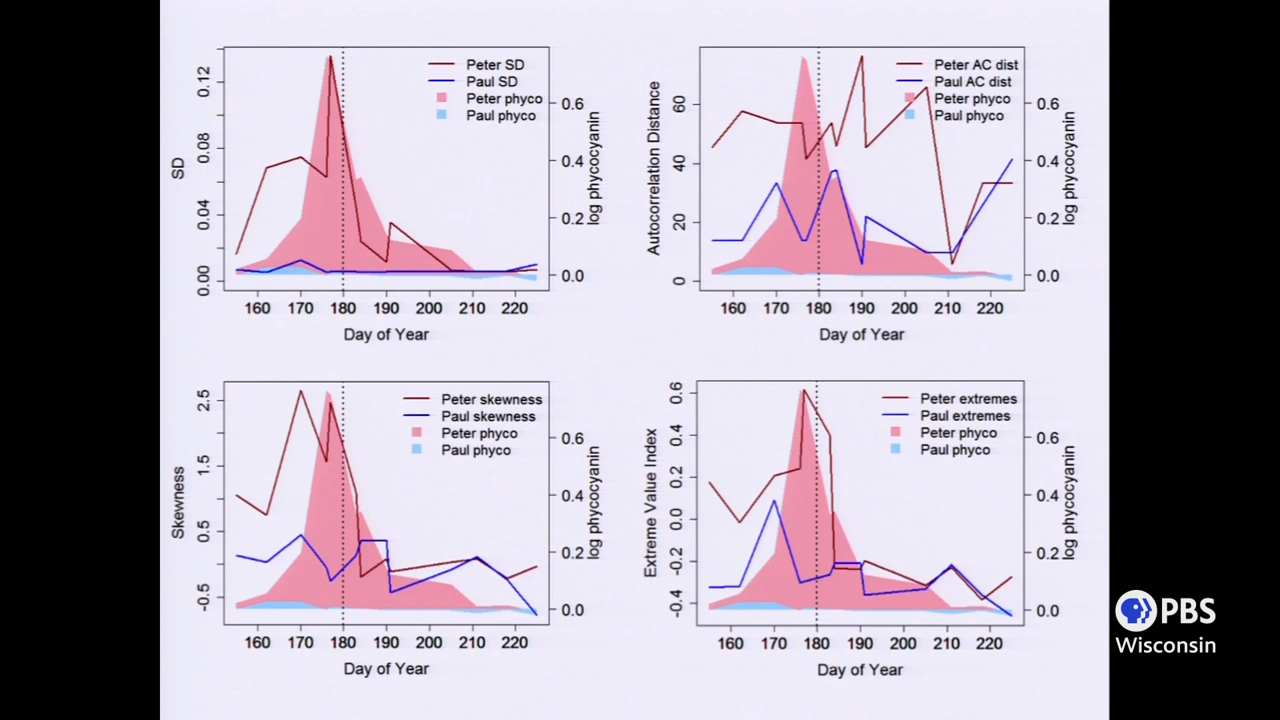 Peter SD
Paul SD
Peter phyco
Paul phyco
SD
0.00
0.04
0.08
0.12
log phycocyanin
0.0
0.2
0.4
0.6
160 170 180 190 200 210 220
Day of Year
Peter AC dist
Paul AC dist
Peter phyco
Paul phyco
Autocorrelation Distance
0
20
40
60
log phycocyanin
0.0
0.2
0.4
0.6
160 170 180 190 200 210 220
Day of Year
Peter skewness
Paul skewness
Peter phyco
Paul phyco
Skewness
-0.5
0.5
1.5
2.5
log phycocyanin
0.0
0.2
0.4
0.6
160 170 180 190 200 210 220
Day of Year
Peter extremes
Paul extremes
Peter phyco
Paul phyco
Extreme Value Index
-0.4
-0.2
0.0
0.2
0.4
0.6
log phycocyanin
0.0
0.2
0.4
0.6
160 170 180 190 200 210 220
Day of Year
PBS
Wisconsin